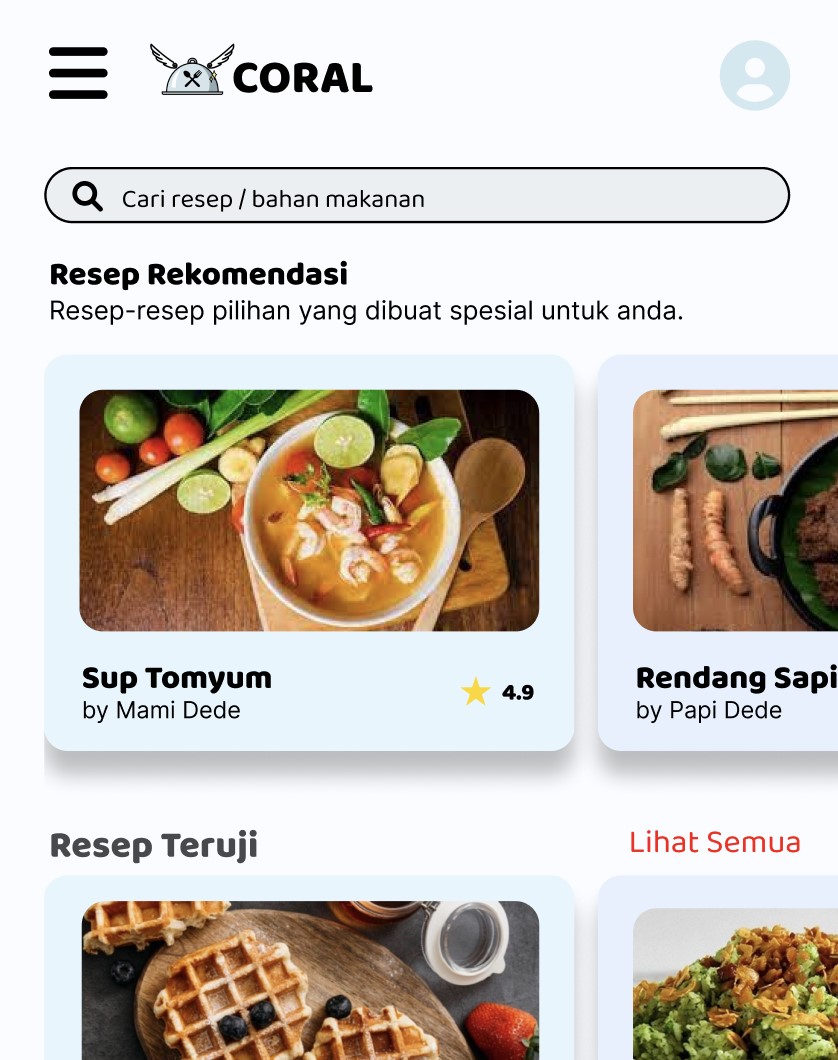 CORAL
Cari resep / bahan makanan
Resep Rekomendasi
Resep-resep pilihan yang dibuat spesial untuk anda.
Sup Tomyum
by Mami Dede
4.9
Rendang Sapi
by Papi Dede
Resep Teruji
Lihat Semua